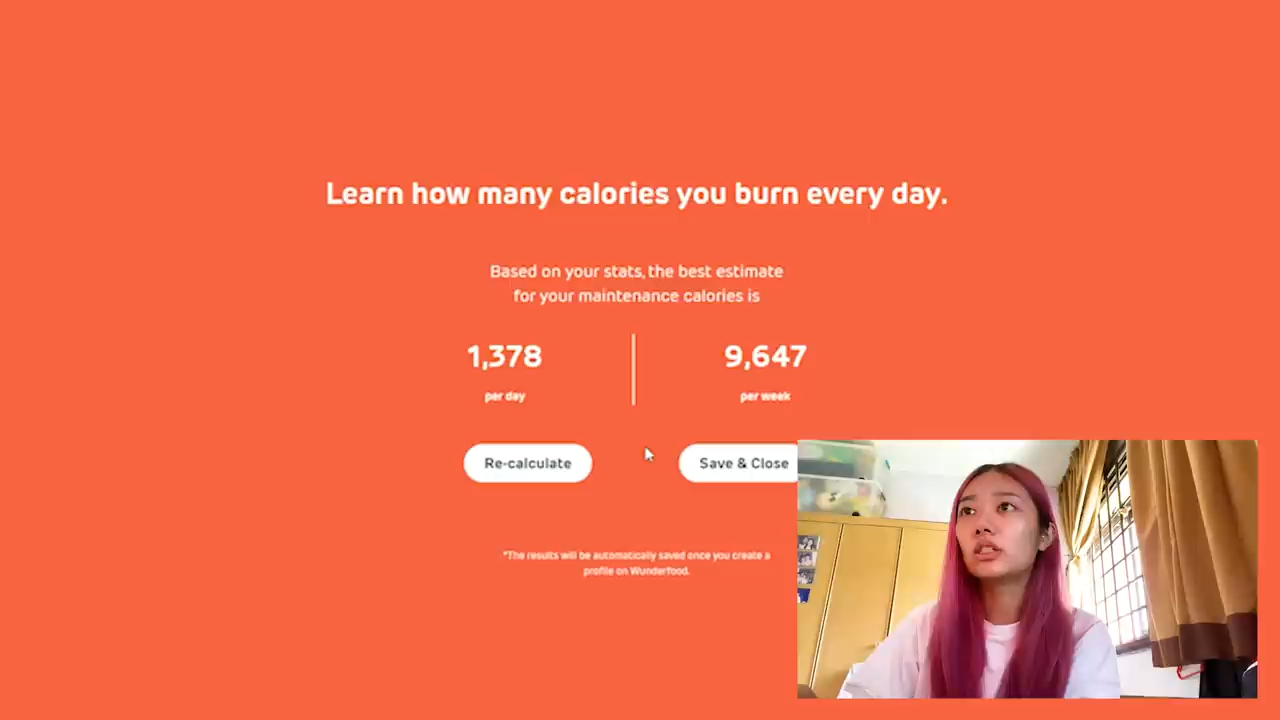 Learn how many calories you burn every day.
Based on your stats, the best estimate
for your maintenance calories is
1,378
9,647
per day
per week
Re-calculate
Save & Close
*The results will be automatically saved once you create a
profile on Wunderfood.